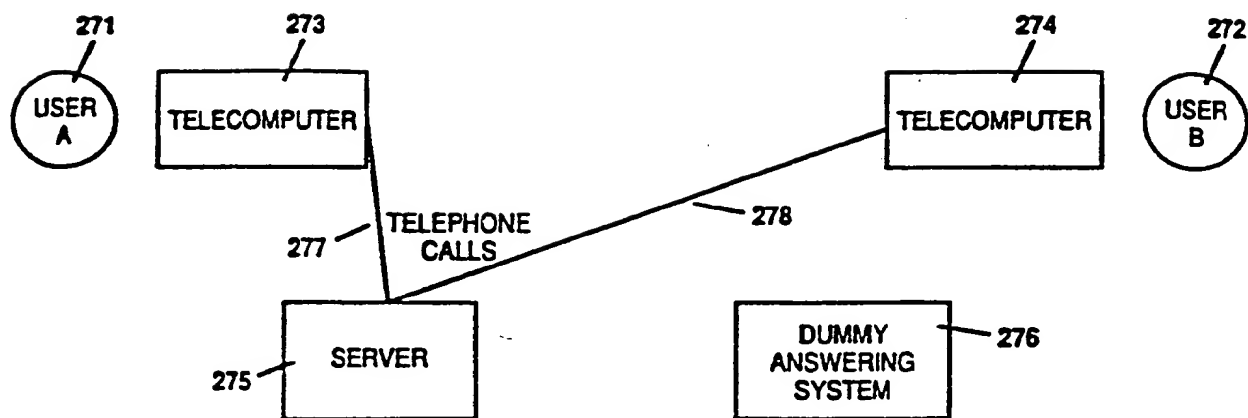 271
273
274
272
USER
A
TELECOMPUTER
TELECOMPUTER
USER
B
277
TELEPHONE
CALLS
278
275
SERVER
DUMMY
ANSWERING
SYSTEM
276